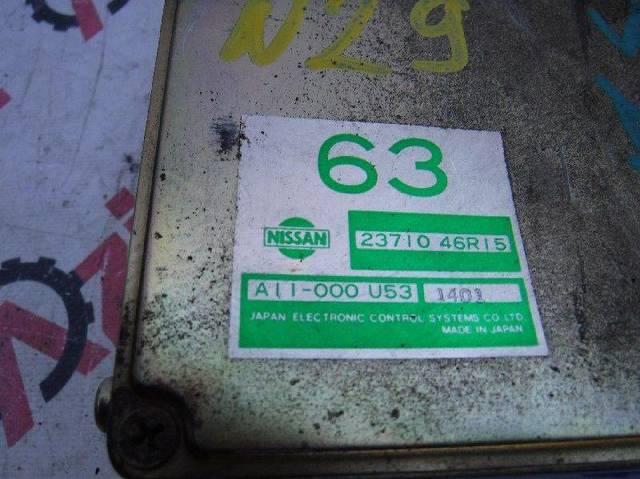 N29
63
NISSAN
23710 46R15
A11-000 U53
1401
JAPAN ELECTRONIC CONTROL SYSTEMS CO LTD.
MADE IN JAPAN